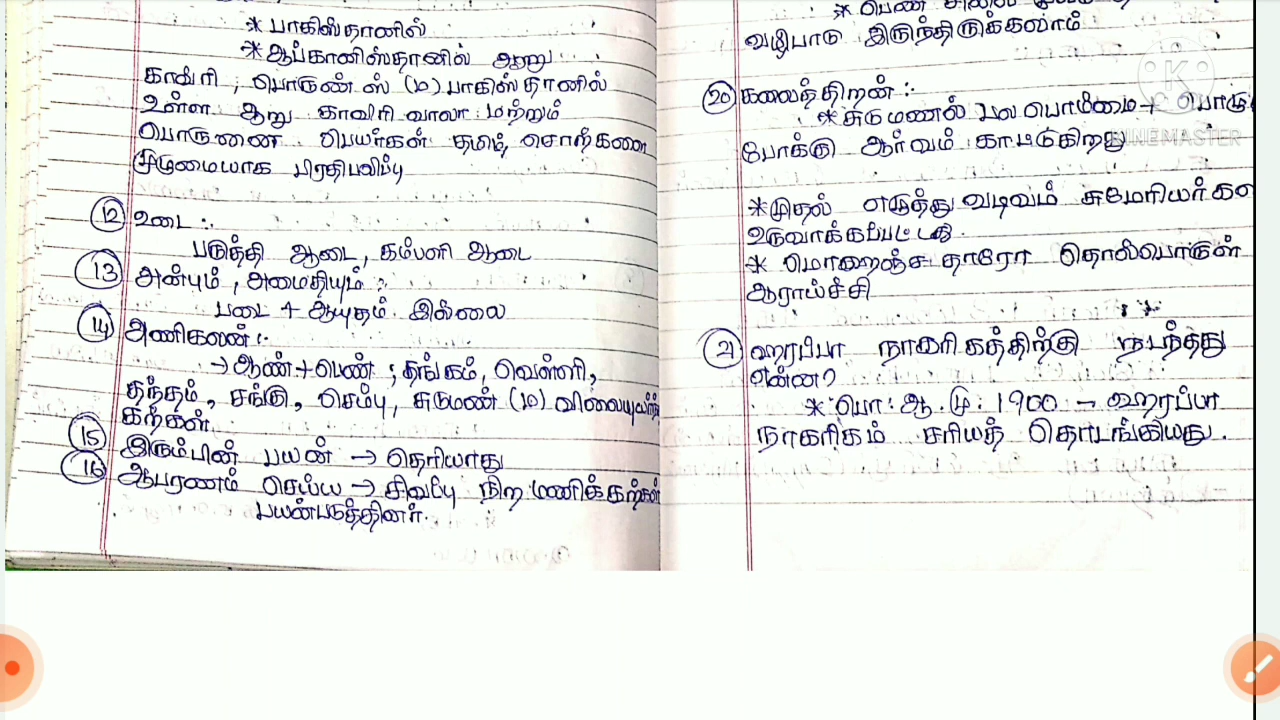 * பாகிஸ்தானில்
* ஆப்கானிஸ்தானில் ஆறு
காவ்ரி ; பொருண்ஸ் (ம) பாகிஸ்தானில்
உள்ள ஆறு காவிரி வாலா மற்றும்
பொருணை பெயர்கள் தமிழ் சொற்களை
முழுமையாக பிரதிபலிப்பு
12 உடை :
பருத்தி ஆடை, கம்பளி ஆடை
13 அன்பும், அமைதியும் :
படை + ஆயுதம் இல்லை
14 அணிகலன் :
→ ஆண் + பெண் ; தங்கம், வெள்ளி,
தந்தம், சங்கு, செம்பு, சுடுமண் (ம) விலையுயர்ந்த
கற்கள்
15 இரும்பின் பயன் → தெரியாது
16 ஆபரணம் செய்ய → சிவப்பு நிற மணிக்கற்கள்
பயன்படுத்தினர்.
* பெண்
வழிபாடு இருந்திருக்கலாம்
20 கலைத்திறன் :
* சுடுமணல் பல பொம்மை + பொழு
போக்கு ஆர்வம் காட்டுகிறது
* முதல் எழுத்து வடிவம் சுமேரியர்க
உருவாக்கப்பட்டது.
* மொஹஞ்சதாரோ தொல்பொருள்
ஆராய்ச்சி
21 ஹரப்பா நாகரிகத்திற்கு நடந்தது
என்ன?
* பொ.ஆ.மு. 1900 - ஹரப்பா
நாகரிகம் சரியத் தொடங்கியது.
K
KINEMASTER